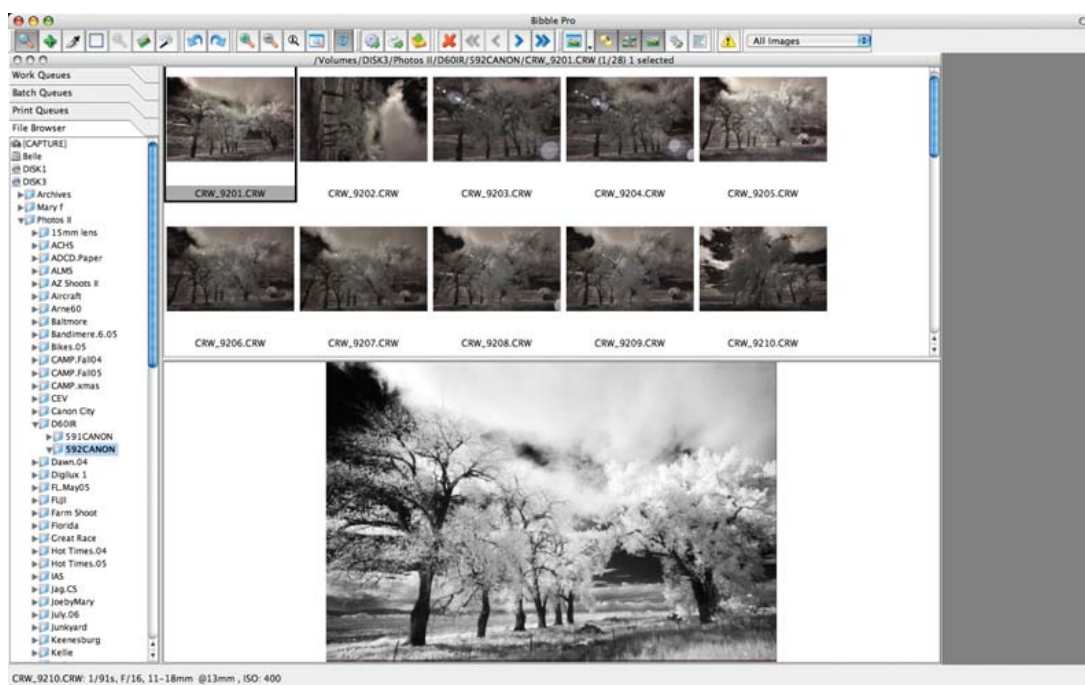 Bibble Pro
All Images
/Volumes/DISK3/Photos II/D60IR/592CANON/CRW_9201.CRW (1/28) 1 selected
Work Queues
Batch Queues
Print Queues
File Browser
[CAPTURE]
Belle
DISK1
DISK3
Archives
Mary f
Photos II
15mm lens
ACHS
ADCD.Paper
ALMS
AZ Shoots II
Aircraft
Arne60
Baltmore
Bandimere.6.05
Bikes.05
CAMP.Fall04
CAMP.Fall05
CAMP.xmas
CEV
Canon City
D60IR
591CANON
592CANON
Dawn.04
Digilux 1
FL.May05
FUJI
Farm Shoot
Florida
Great Race
Hot Times.04
Hot Times.05
IAS
Jag.CS
JoebyMary
July.06
Junkyard
Keenesburg
Kellie
CRW_9201.CRW CRW_9202.CRW CRW_9203.CRW CRW_9204.CRW CRW_9205.CRW
CRW_9206.CRW CRW_9207.CRW CRW_9208.CRW CRW_9209.CRW CRW_9210.CRW
CRW_9210.CRW: 1/91s, F/16, 11-18mm @13mm , ISO: 400